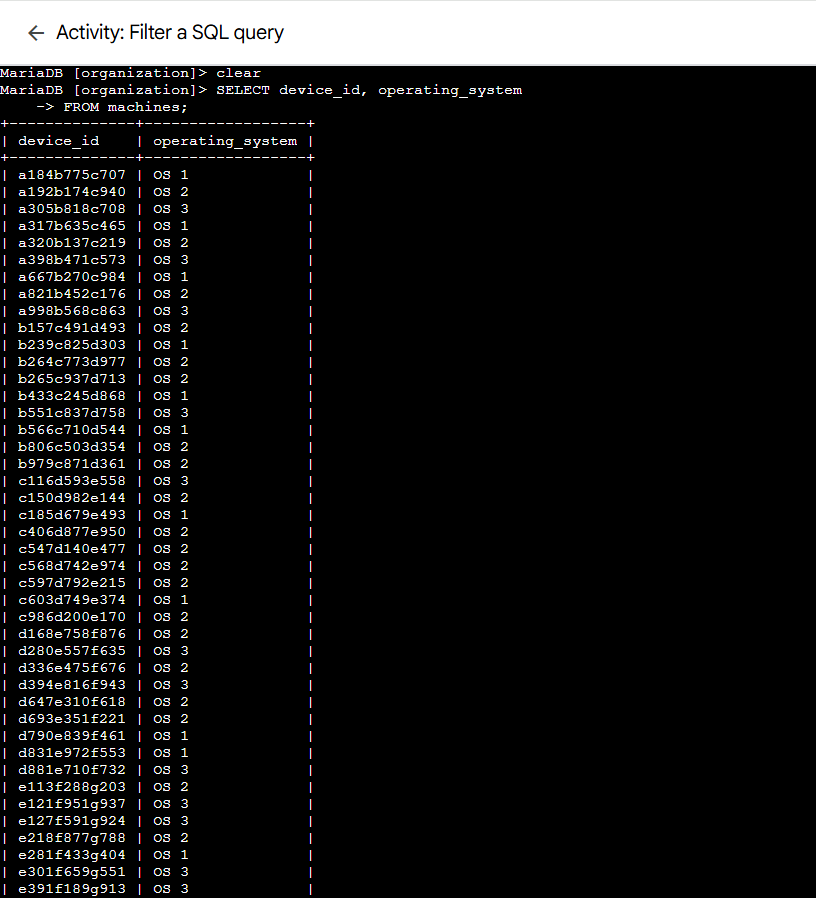 ← Activity: Filter a SQL query
MariaDB [organization]> clear
MariaDB [organization]> SELECT device_id, operating_system
    -> FROM machines;
+--------------+------------------+
| device_id    | operating_system |
+--------------+------------------+
| a184b775c707 | OS 1             |
| a192b174c940 | OS 2             |
| a305b818c708 | OS 3             |
| a317b635c465 | OS 1             |
| a320b137c219 | OS 2             |
| a398b471c573 | OS 3             |
| a667b270c984 | OS 1             |
| a821b452c176 | OS 2             |
| a998b568c863 | OS 3             |
| b157c491d493 | OS 2             |
| b239c825d303 | OS 1             |
| b264c773d977 | OS 2             |
| b265c937d713 | OS 2             |
| b433c245d868 | OS 1             |
| b551c837d758 | OS 3             |
| b566c710d544 | OS 1             |
| b806c503d354 | OS 2             |
| b979c871d361 | OS 2             |
| c116d593e558 | OS 3             |
| c150d982e144 | OS 2             |
| c185d679e493 | OS 1             |
| c406d877e950 | OS 2             |
| c547d140e477 | OS 2             |
| c568d742e974 | OS 2             |
| c597d792e215 | OS 2             |
| c603d749e374 | OS 1             |
| c986d200e170 | OS 2             |
| d168e758f876 | OS 2             |
| d280e557f635 | OS 3             |
| d336e475f676 | OS 2             |
| d394e816f943 | OS 3             |
| d647e310f618 | OS 2             |
| d693e351f221 | OS 2             |
| d790e839f461 | OS 1             |
| d831e972f553 | OS 1             |
| d881e710f732 | OS 3             |
| e113f288g203 | OS 2             |
| e121f951g937 | OS 3             |
| e127f591g924 | OS 3             |
| e218f877g788 | OS 2             |
| e281f433g404 | OS 1             |
| e301f659g551 | OS 3             |
| e391f189g913 | OS 3             |